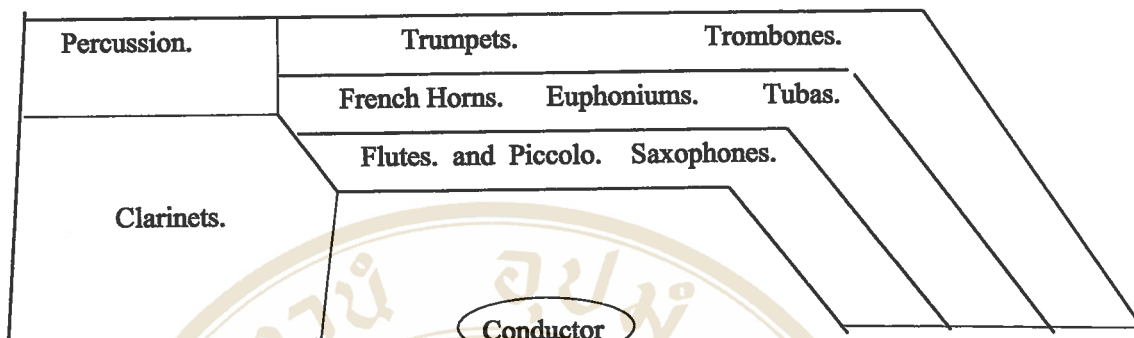 Percussion. Trumpets. Trombones.
French Horns. Euphoniums. Tubas.
Flutes. and Piccolo. Saxophones.
Clarinets.
Conductor